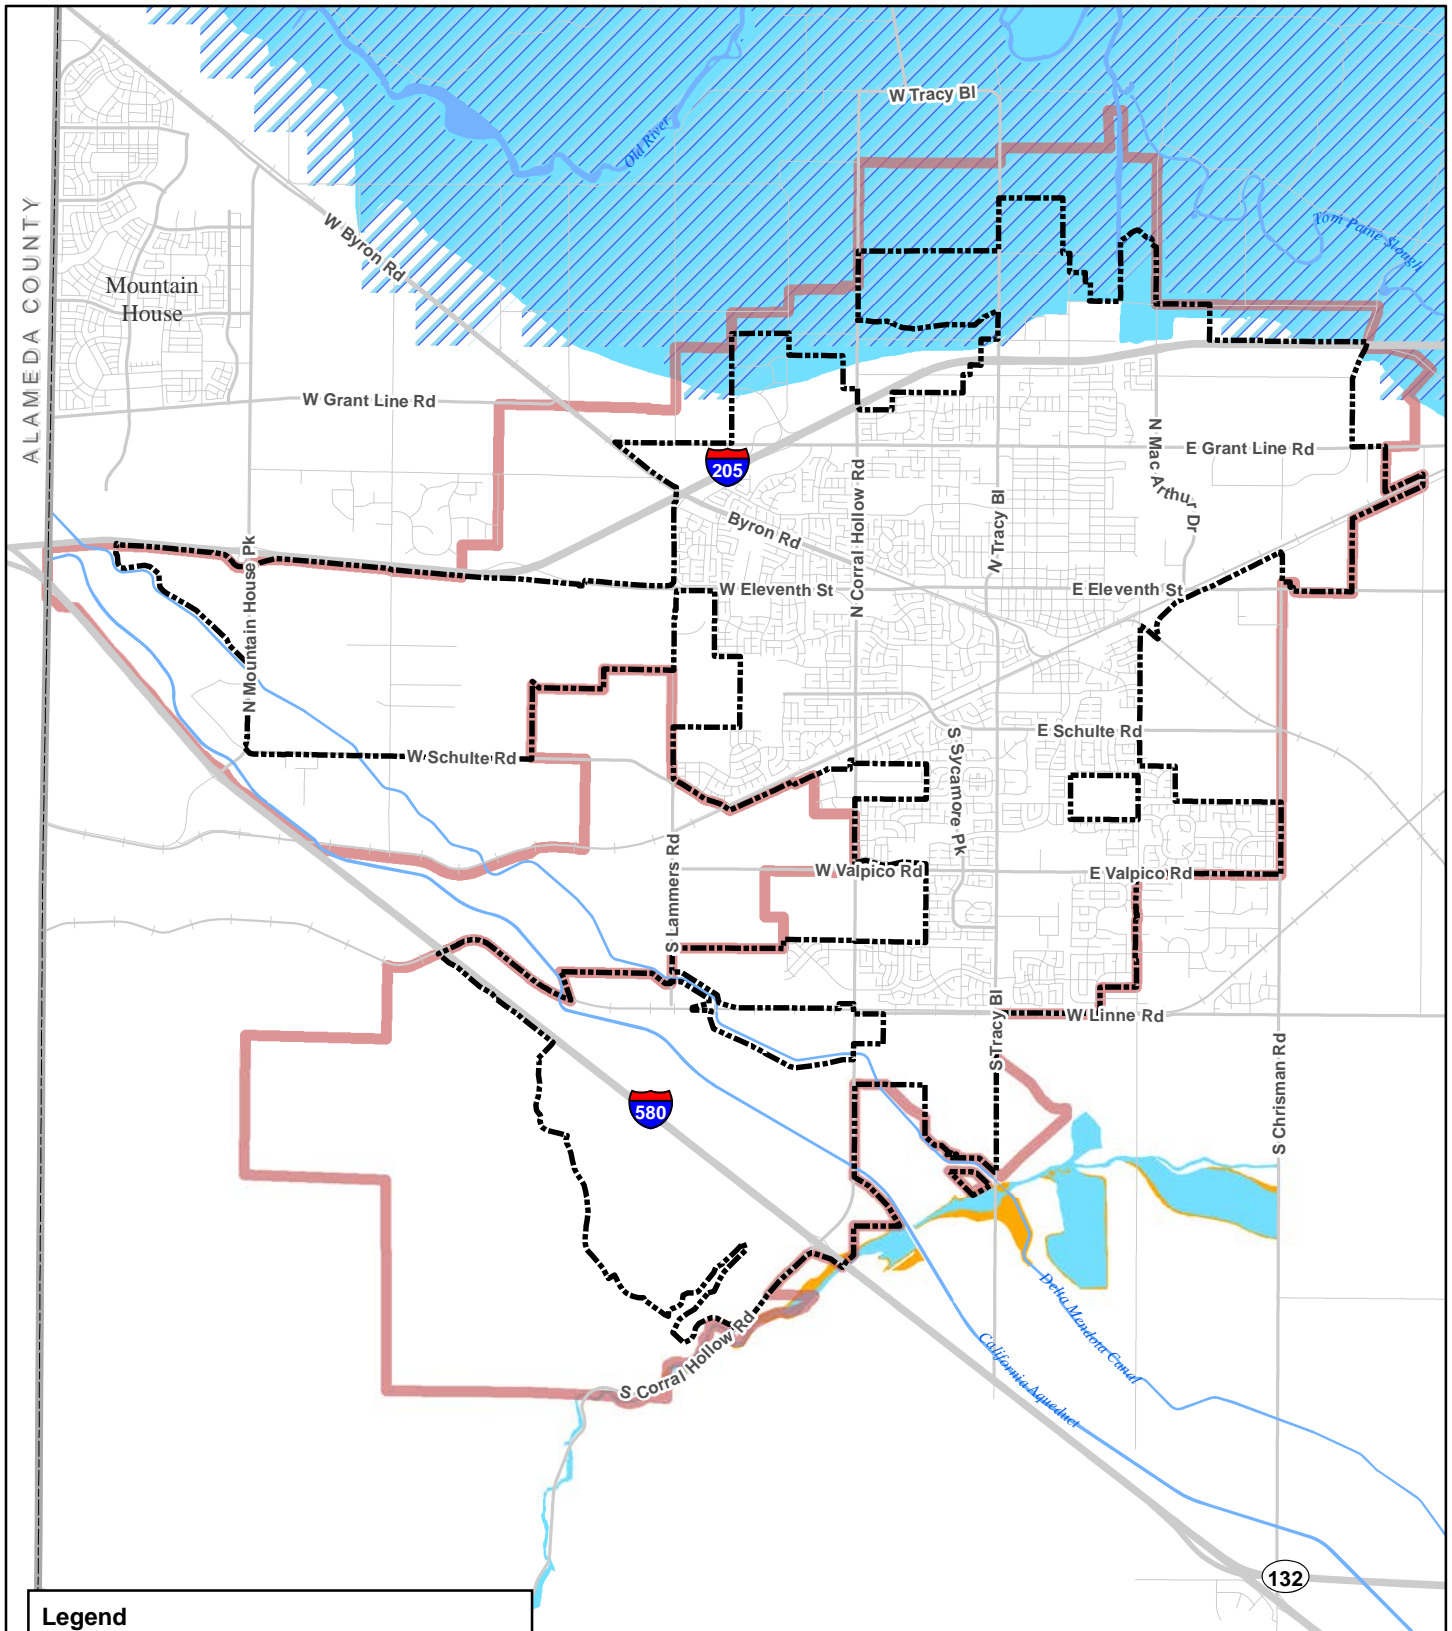 W Tracy Bl
Old River
Tom Paine Slough
ALAMEDA COUNTY
W Byron Rd
Mountain
House
W Grant Line Rd
E Grant Line Rd
205
N Mac Arthur Dr
N Corral Hollow Rd
N Tracy Bl
Byron Rd
N Mountain House Pk
W Eleventh St
E Eleventh St
W Schulte Rd
E Schulte Rd
S Sycamore Pk
S Lammers Rd
W Valpico Rd
E Valpico Rd
S Tracy Bl
W Linne Rd
S Chrisman Rd
580
Delta Mendota Canal
California Aqueduct
S Corral Hollow Rd
132
Legend